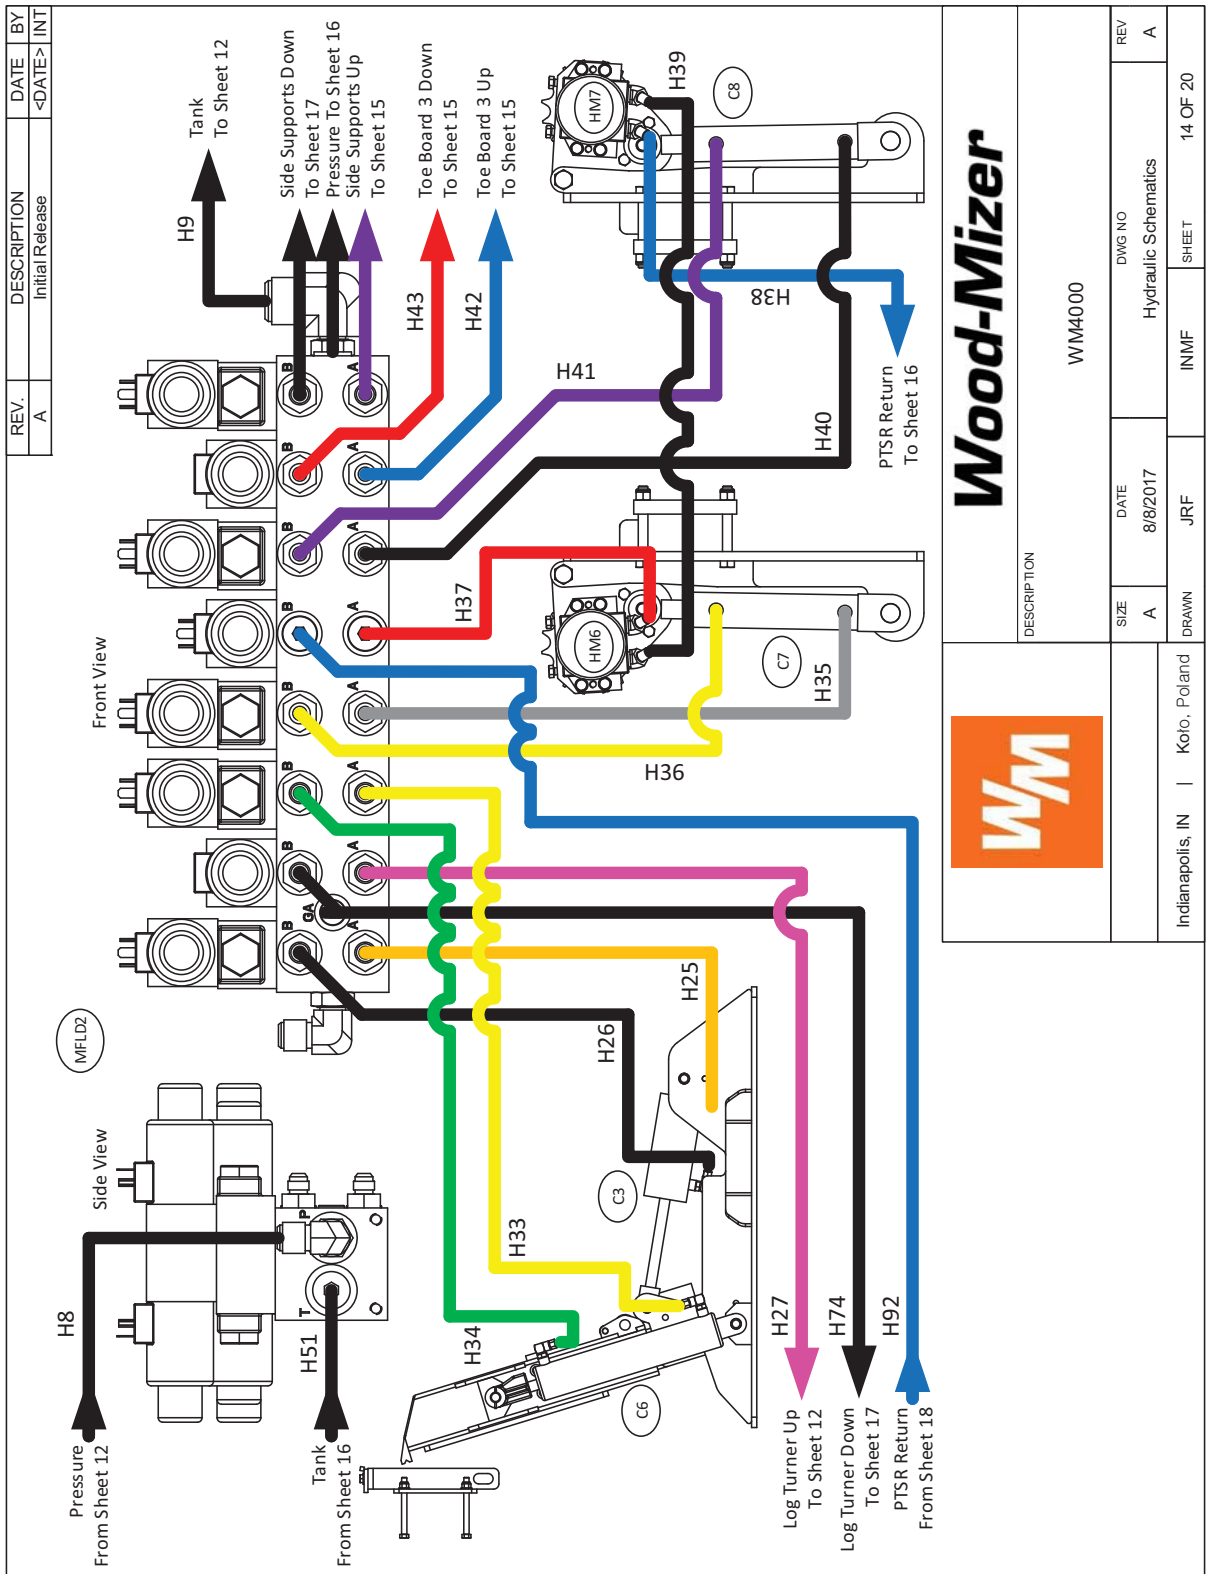 REV.
DESCRIPTION
DATE
BY
A
Initial Release
<DATE>
INT
Side View
MFLD2
Front View
Pressure
From Sheet 12
H8
Tank
From Sheet 16
H51
T
P
B
B
B
B
B
B
B
B
GA
A
A
A
A
A
A
A
A
H9
Tank
To Sheet 12
Side Supports Down
To Sheet 17
Pressure To Sheet 16
Side Supports Up
To Sheet 15
H43
Toe Board 3 Down
To Sheet 15
H42
Toe Board 3 Up
To Sheet 15
H34
H33
H26
H25
H36
H37
H41
H35
H40
H38
H39
C3
C6
C7
C8
HM6
HM7
PTSR Return
To Sheet 16
H27
Log Turner Up
To Sheet 12
H74
Log Turner Down
To Sheet 17
H92
PTSR Return
From Sheet 18
WM
Wood-Mizer
DESCRIPTION
WM4000
Indianapolis, IN | Koło, Poland
SIZE
A
DATE
8/8/2017
DWG NO
Hydraulic Schematics
REV
A
DRAWN
JRF
INMF
SHEET
14 OF 20